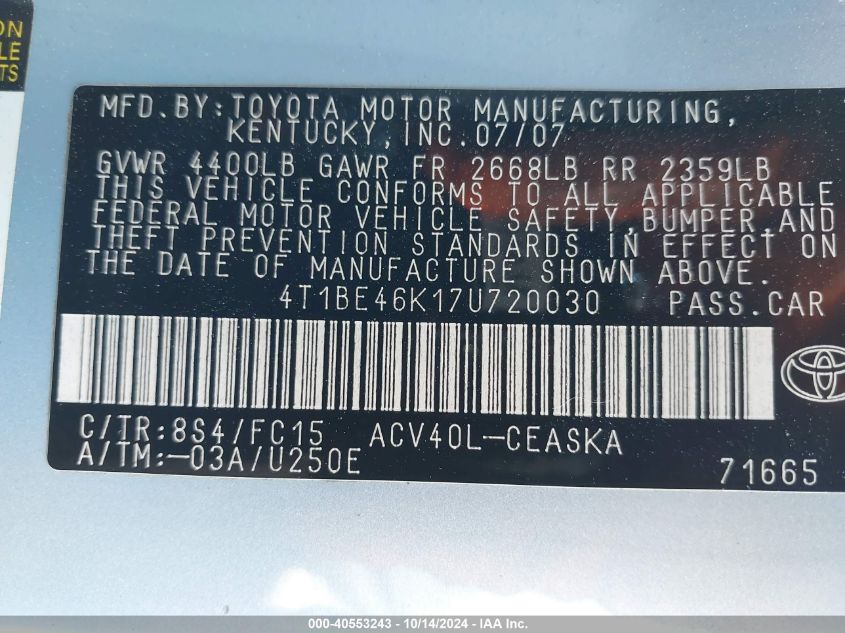 ON
LE
TS
MFD.BY:TOYOTA MOTOR MANUFACTURING,
KENTUCKY,INC.07/07
GVWR 4400LB GAWR FR 2668LB RR 2359LB
THIS VEHICLE CONFORMS TO ALL APPLICABLE
FEDERAL MOTOR VEHICLE SAFETY,BUMPER,AND
THEFT PREVENTION STANDARDS IN EFFECT ON
THE DATE OF MANUFACTURE SHOWN ABOVE.
4T1BE46K17U720030 PASS.CAR
C/TR:8S4/FC15 ACV40L-CEASKA
A/TM:-03A/U250E 71665
000-40553243 - 10/14/2024 - IAA Inc.